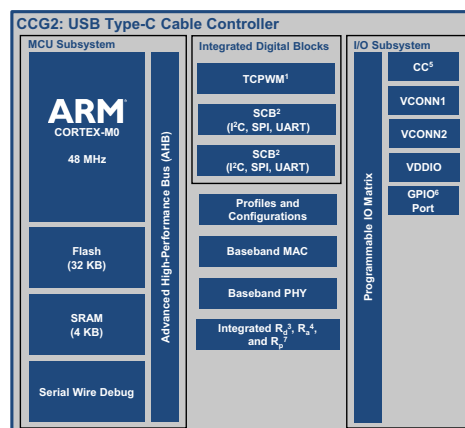 CCG2: USB Type-C Cable Controller
MCU Subsystem
ARM®
CORTEX-M0
48 MHz
Flash
(32 KB)
SRAM
(4 KB)
Serial Wire Debug
Advanced High-Performance Bus (AHB)
Integrated Digital Blocks
TCPWM¹
SCB²
(I²C, SPI, UART)
SCB²
(I²C, SPI, UART)
Profiles and
Configurations
Baseband MAC
Baseband PHY
Integrated R_d³, R_a⁴,
and R_p⁷
I/O Subsystem
Programmable IO Matrix
CC⁵
VCONN1
VCONN2
VDDIO
GPIO⁶
Port